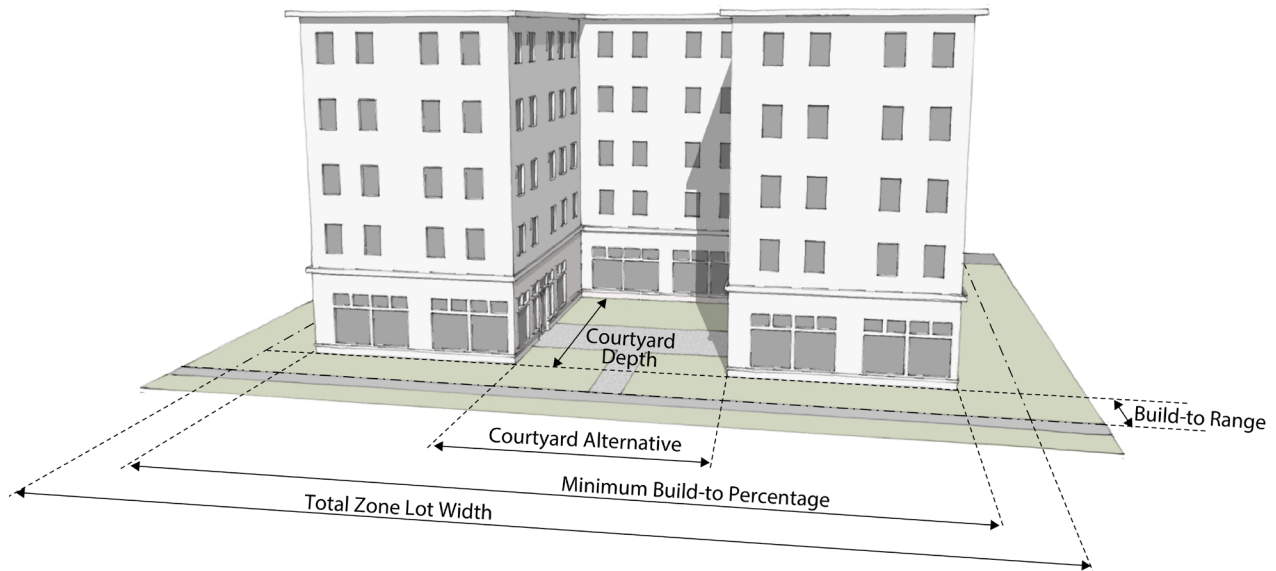 Courtyard
Depth
Build-to Range
Courtyard Alternative
Minimum Build-to Percentage
Total Zone Lot Width